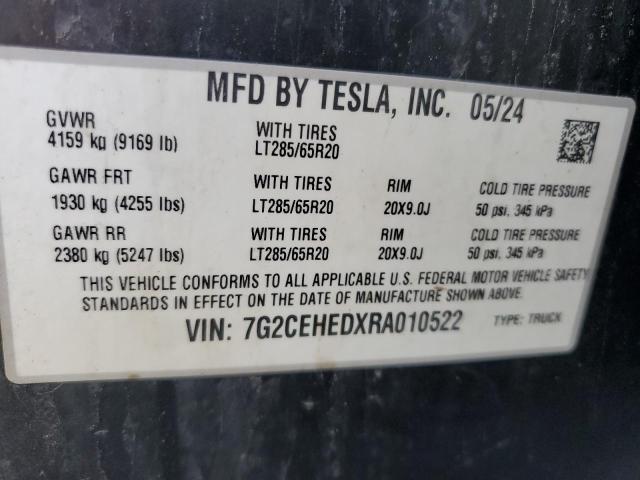 MFD BY TESLA, INC. 05/24
GVWR WITH TIRES
4159 kg (9169 lb) LT285/65R20
GAWR FRT WITH TIRES RIM COLD TIRE PRESSURE
1930 kg (4255 lbs) LT285/65R20 20X9.0J 50 psi, 345 kPa
GAWR RR WITH TIRES RIM COLD TIRE PRESSURE
2380 kg (5247 lbs) LT285/65R20 20X9.0J 50 psi, 345 kPa
THIS VEHICLE CONFORMS TO ALL APPLICABLE U.S. FEDERAL MOTOR VEHICLE SAFETY
STANDARDS IN EFFECT ON THE DATE OF MANUFACTURE SHOWN ABOVE.
VIN: 7G2CEHEDXRA010522 TYPE: TRUCK